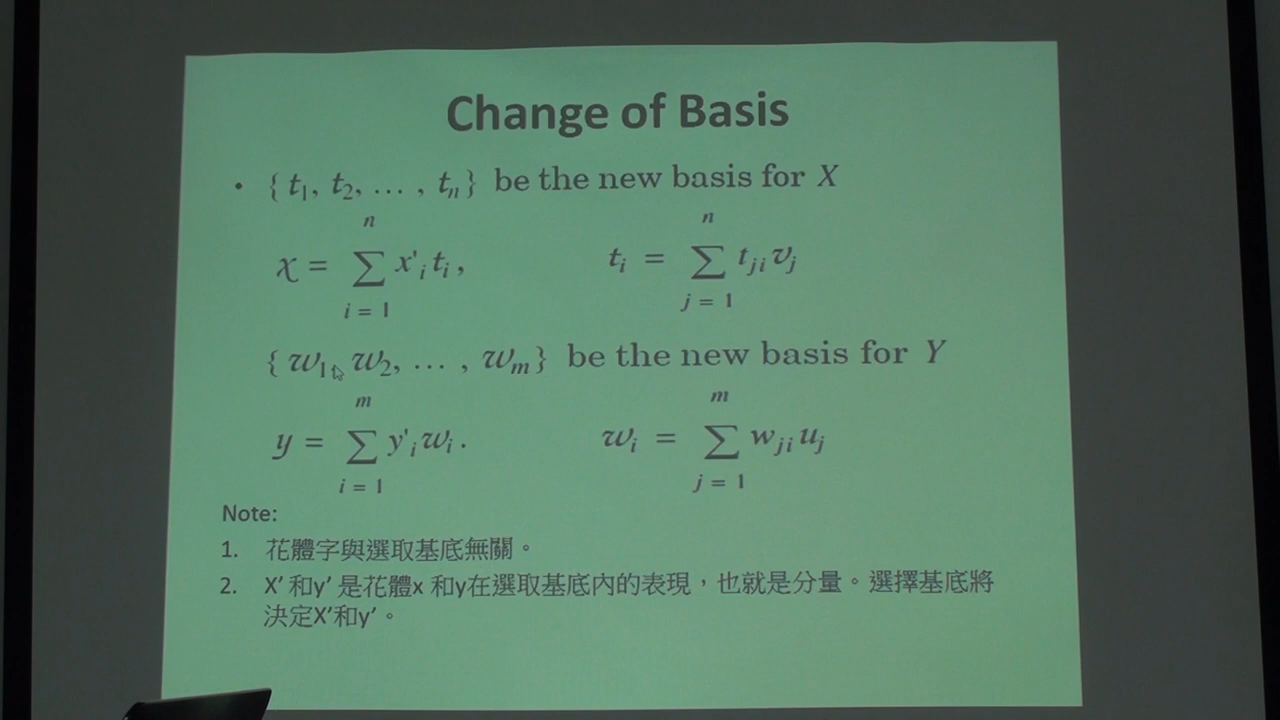 Change of Basis
• { t₁, t₂, … , tₙ} be the new basis for X
n n
χ = ∑ x'ᵢ tᵢ , tᵢ = ∑ tⱼᵢ vⱼ
i = 1 j = 1
{ w₁, w₂, … , wₘ} be the new basis for Y
m m
y = ∑ y'ᵢ wᵢ . wᵢ = ∑ wⱼᵢ uⱼ
i = 1 j = 1
Note:
1. 花體字與選取基底無關。
2. X’ 和y’ 是花體x 和y在選取基底內的表現，也就是分量。選擇基底將
決定X’和y’。